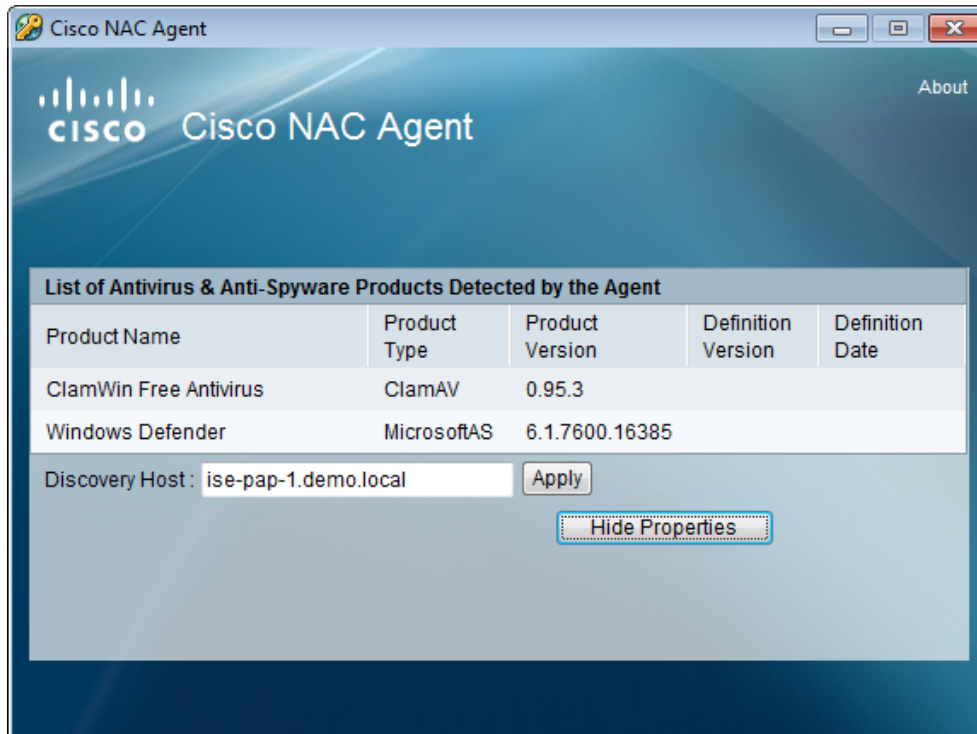 Cisco NAC Agent
About
CISCO Cisco NAC Agent
List of Antivirus & Anti-Spyware Products Detected by the Agent
Product Name Product Type Product Version Definition Version Definition Date
ClamWin Free Antivirus ClamAV 0.95.3
Windows Defender MicrosoftAS 6.1.7600.16385
Discovery Host : ise-pap-1.demo.local Apply
Hide Properties